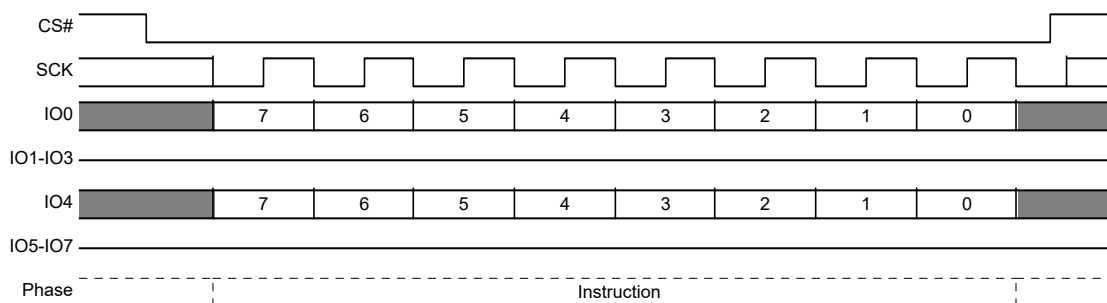 CS#
SCK
IO0 7 6 5 4 3 2 1 0
IO1-IO3
IO4 7 6 5 4 3 2 1 0
IO5-IO7
Phase Instruction